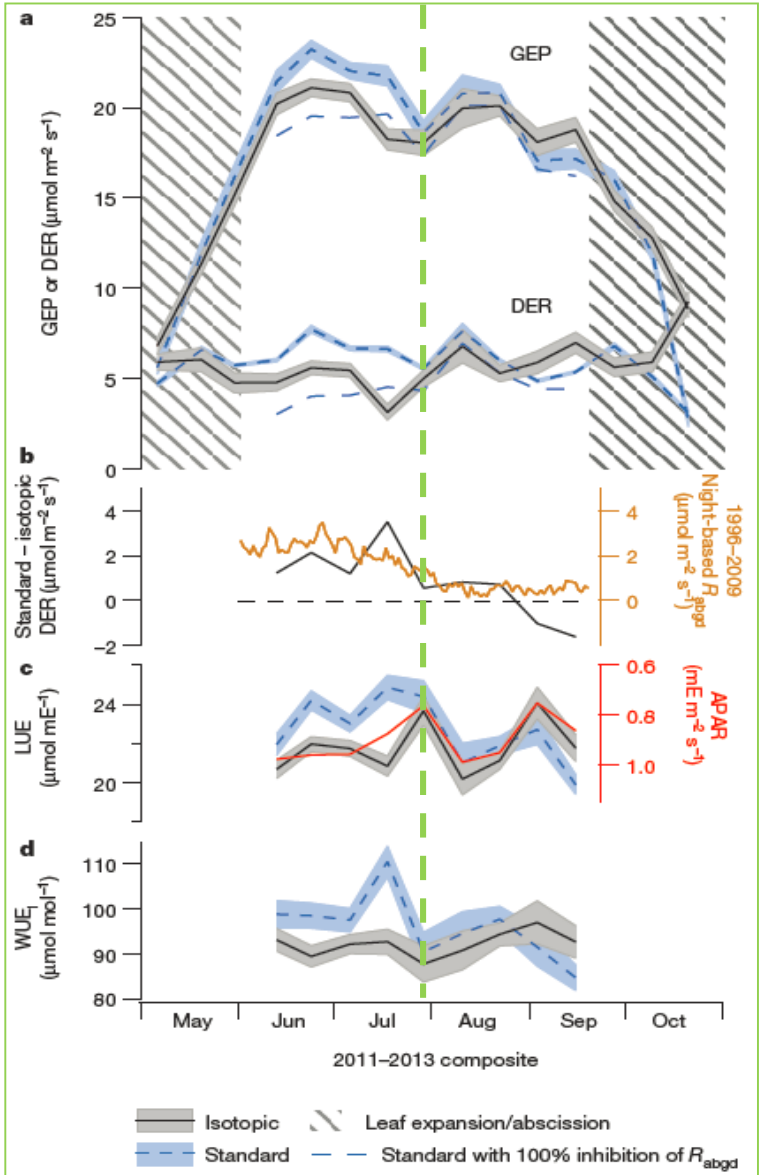 a
25
20
15
10
5
0
GEP or DER (μmol m⁻² s⁻¹)
GEP
DER
b
4
2
0
−2
Standard – isotopic
DER (μmol m⁻² s⁻¹)
4
2
0
1996–2009
Night-based R_abgd
(μmol m⁻² s⁻¹)
c
24
20
LUE
(μmol mE⁻¹)
0.6
0.8
1.0
APAR
(mE m⁻² s⁻¹)
d
110
100
90
80
WUE_i
(μmol mol⁻¹)
May Jun Jul Aug Sep Oct
2011–2013 composite
Isotopic Leaf expansion/abscission
Standard Standard with 100% inhibition of R_abgd